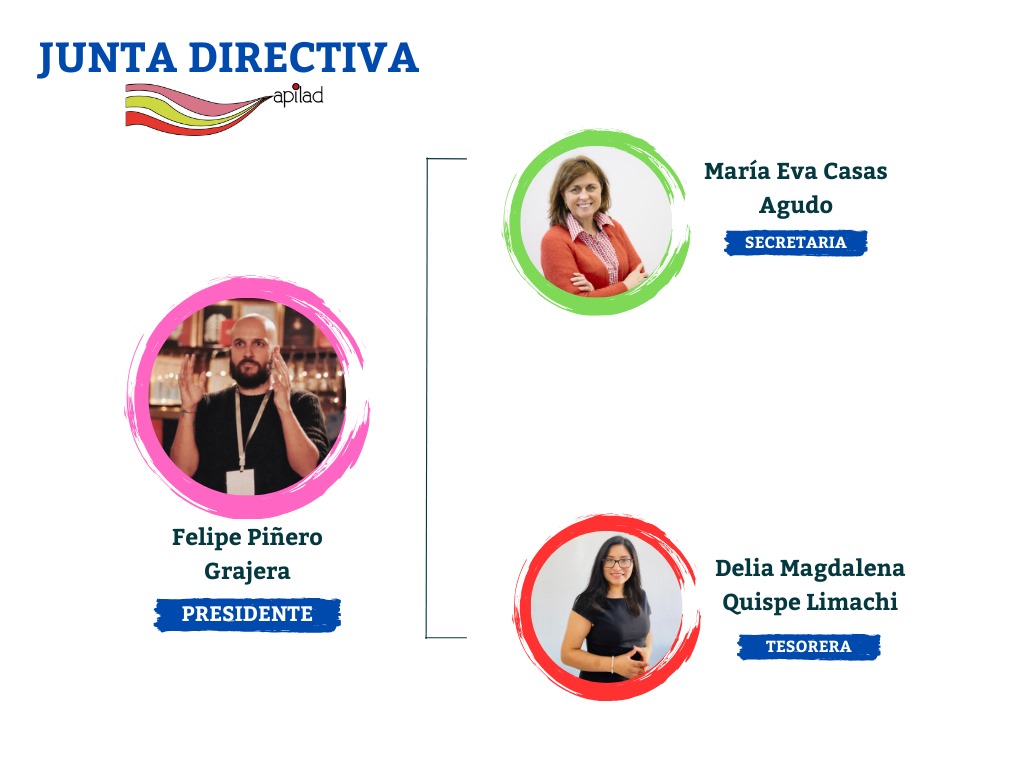 JUNTA DIRECTIVA
apilad
María Eva Casas
Agudo
SECRETARIA
Felipe Piñero
Grajera
PRESIDENTE
Delia Magdalena
Quispe Limachi
TESORERA